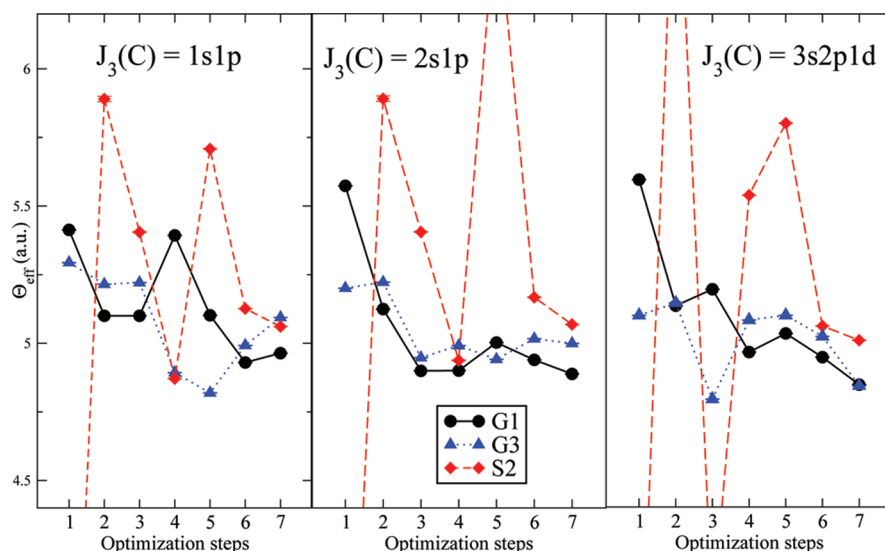 J3(C) = 1s1p
J3(C) = 2s1p
J3(C) = 3s2p1d
Θeff (a.u.)
6
5.5
5
4.5
G1
G3
S2
1 2 3 4 5 6 7
1 2 3 4 5 6 7
1 2 3 4 5 6 7
Optimization steps
Optimization steps
Optimization steps